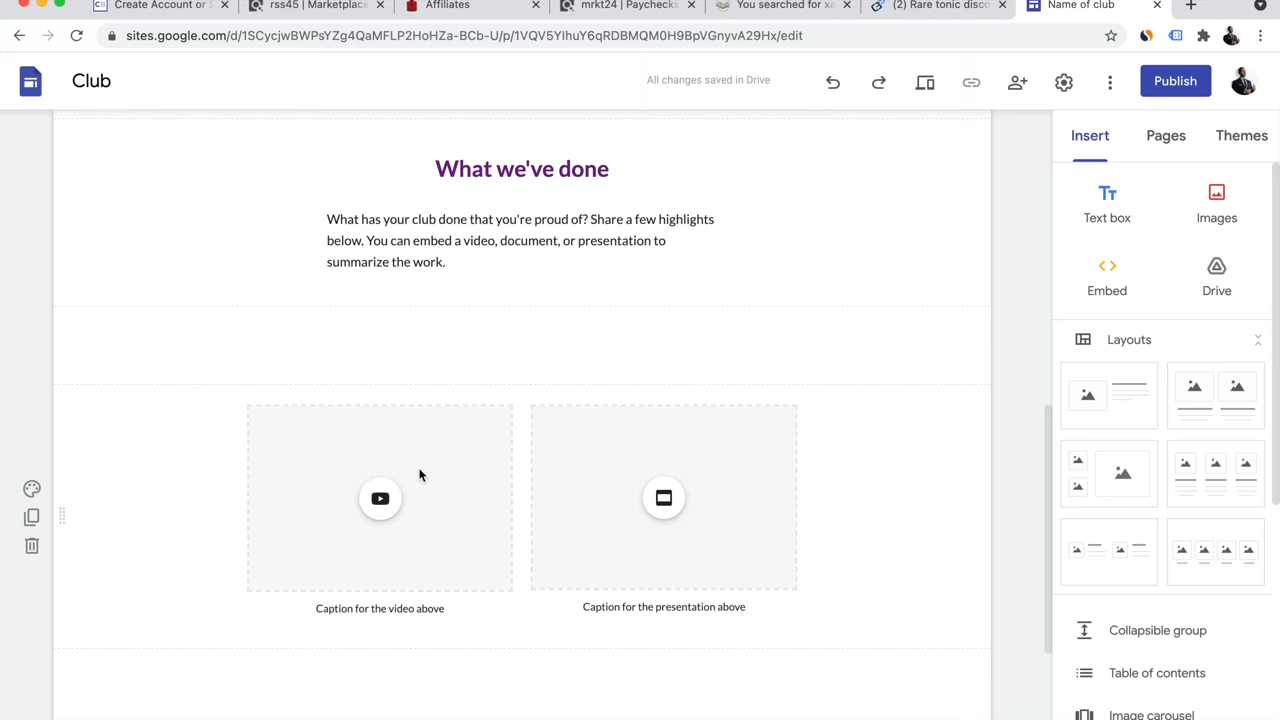 Create Account or S
rss45 | Marketplace
Affiliates
mrkt24 | Paychecks
You searched for xa
(2) Rare tonic disco
Name of club
sites.google.com/d/1SCycjwBWPsYZg4QaMFLP2HoHZa-BCb-U/p/1VQV5YlhuY6qRDBMQM0H9BpVGnyvA29Hx/edit
Club
All changes saved in Drive
Publish
Insert
Pages
Themes
What we've done
What has your club done that you're proud of? Share a few highlights
below. You can embed a video, document, or presentation to
summarize the work.
Text box
Images
Embed
Drive
Layouts
Caption for the video above
Caption for the presentation above
Collapsible group
Table of contents
Image carousel